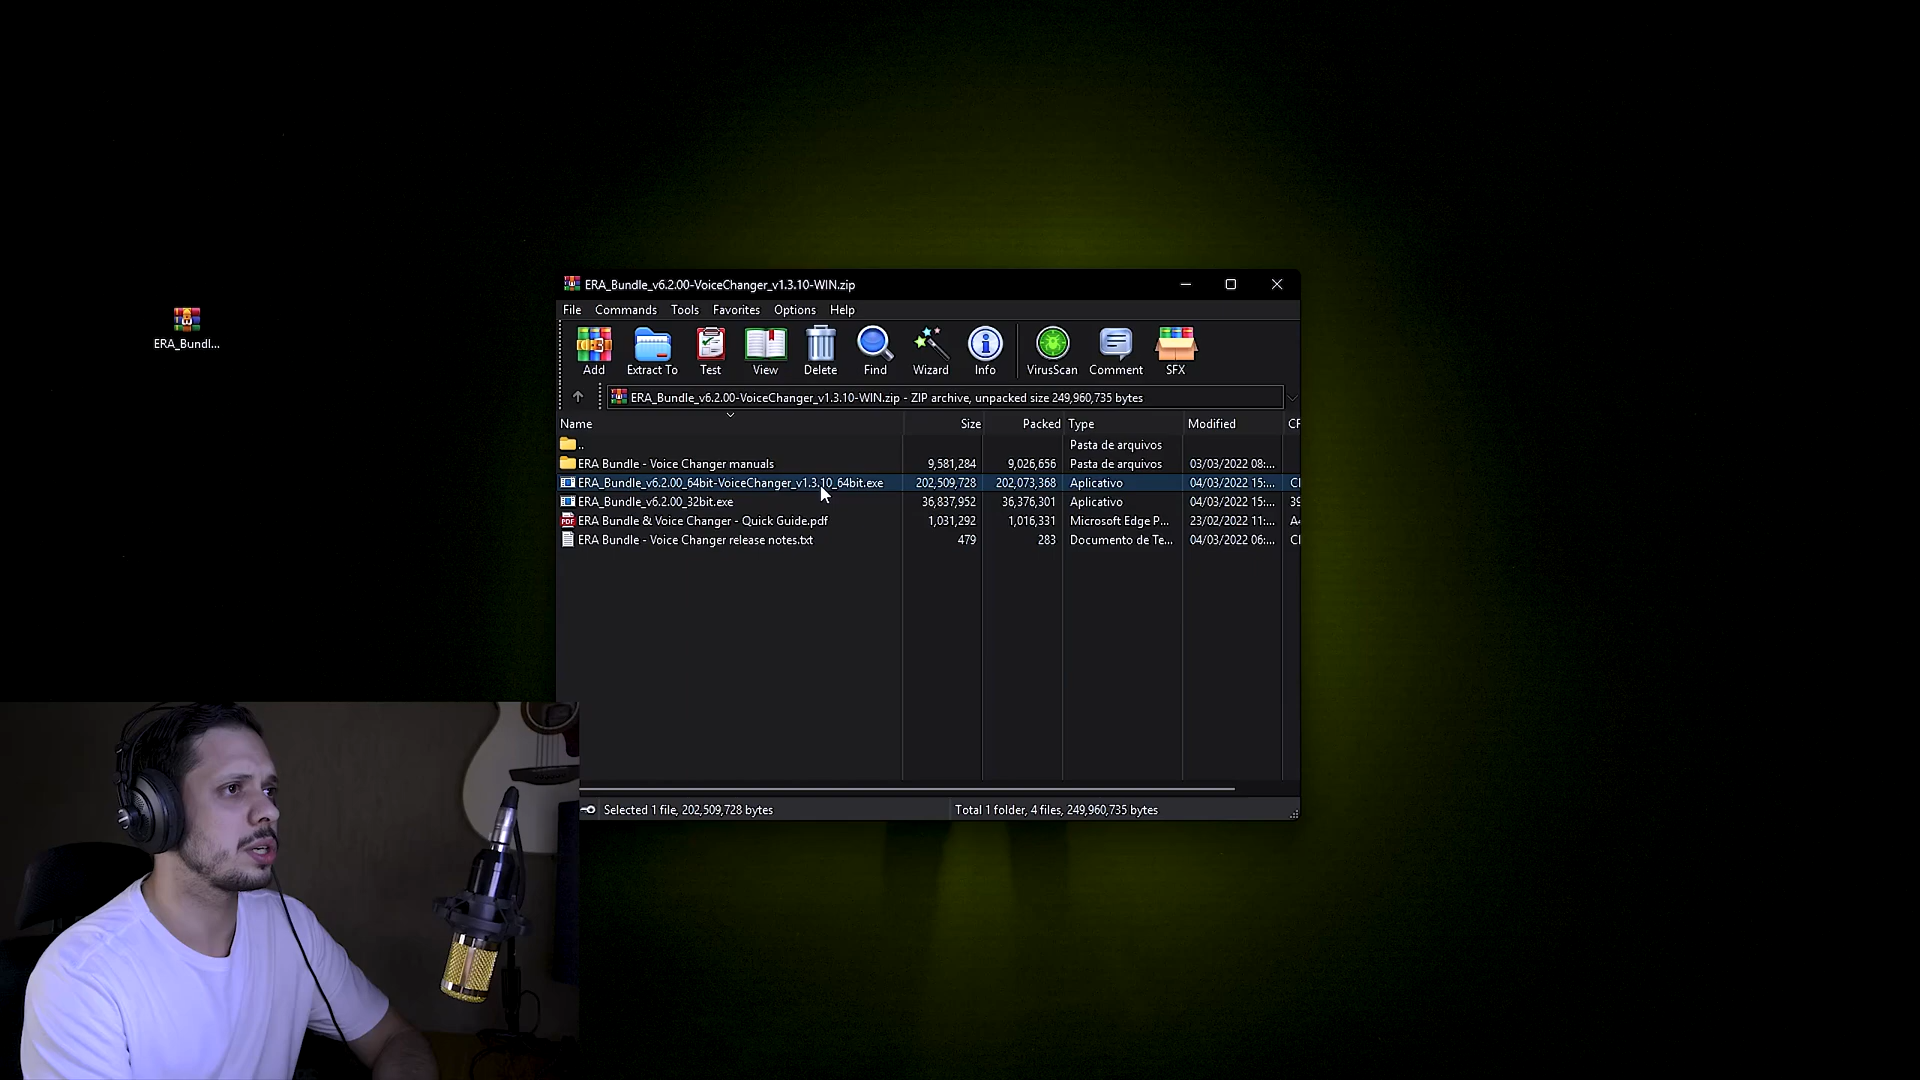 ERA_Bundl...
ERA_Bundle_v6.2.00-VoiceChanger_v1.3.10-WIN.zip
File Commands Tools Favorites Options Help
Add Extract To Test View Delete Find Wizard Info VirusScan Comment SFX
ERA_Bundle_v6.2.00-VoiceChanger_v1.3.10-WIN.zip - ZIP archive, unpacked size 249,960,735 bytes
Name Size Packed Type Modified
.. Pasta de arquivos
ERA Bundle - Voice Changer manuals 9,581,284 9,026,656 Pasta de arquivos 03/03/2022 08:...
ERA_Bundle_v6.2.00_64bit-VoiceChanger_v1.3.10_64bit.exe 202,509,728 202,073,368 Aplicativo 04/03/2022 15:...
ERA_Bundle_v6.2.00_32bit.exe 36,837,952 36,376,301 Aplicativo 04/03/2022 15:... 39
PDF ERA Bundle & Voice Changer - Quick Guide.pdf 1,031,292 1,016,331 Microsoft Edge P... 23/02/2022 11:...
ERA Bundle - Voice Changer release notes.txt 479 283 Documento de Te... 04/03/2022 06:...
Selected 1 file, 202,509,728 bytes Total 1 folder, 4 files, 249,960,735 bytes